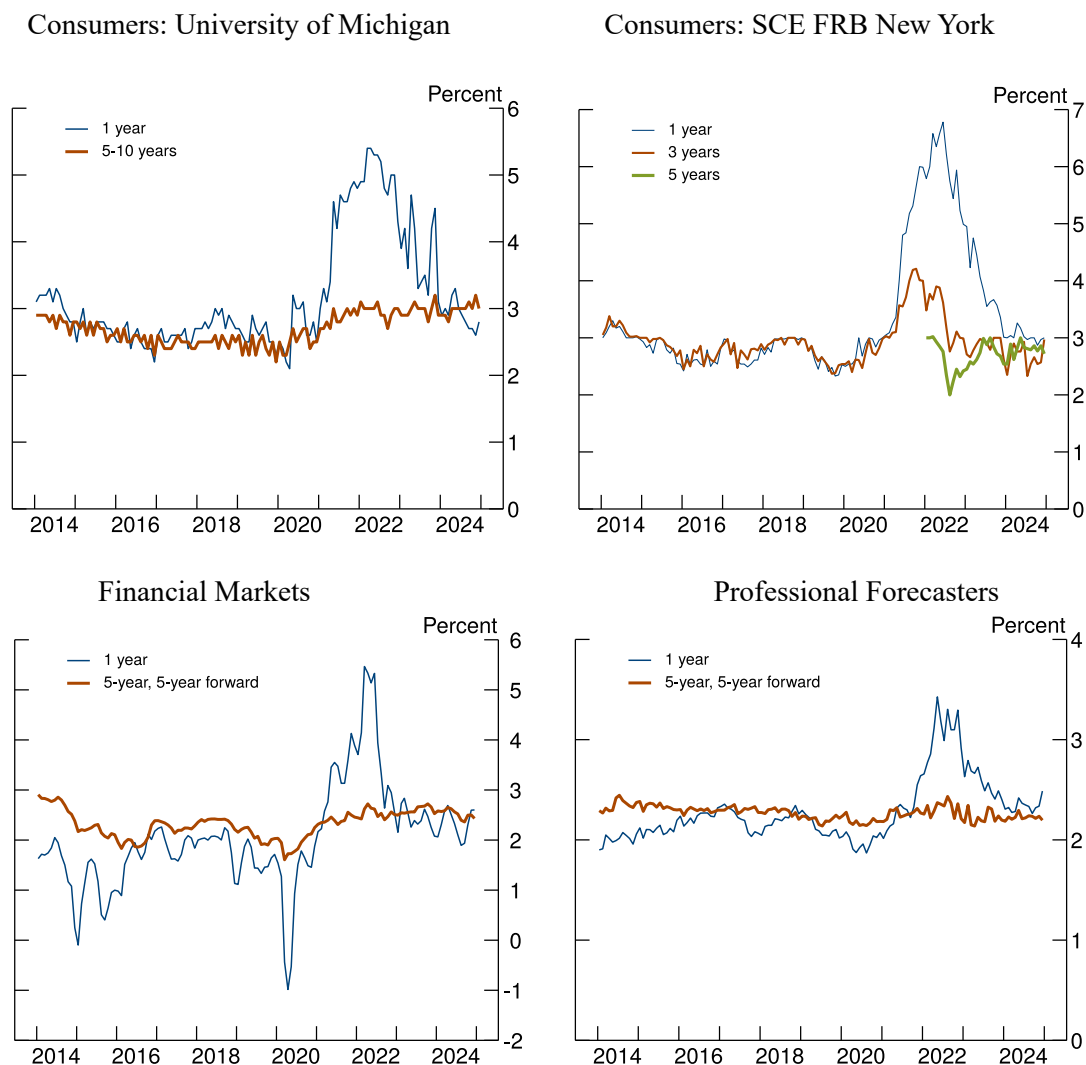 Consumers: University of Michigan
Percent
6
1 year
5-10 years
5
4
3
2
1
0
2014 2016 2018 2020 2022 2024
Consumers: SCE FRB New York
Percent
7
1 year
3 years
5 years
6
5
4
3
2
1
0
2014 2016 2018 2020 2022 2024
Financial Markets
Percent
6
1 year
5-year, 5-year forward
5
4
3
2
1
0
-1
-2
2014 2016 2018 2020 2022 2024
Professional Forecasters
Percent
4
1 year
5-year, 5-year forward
3
2
1
0
2014 2016 2018 2020 2022 2024